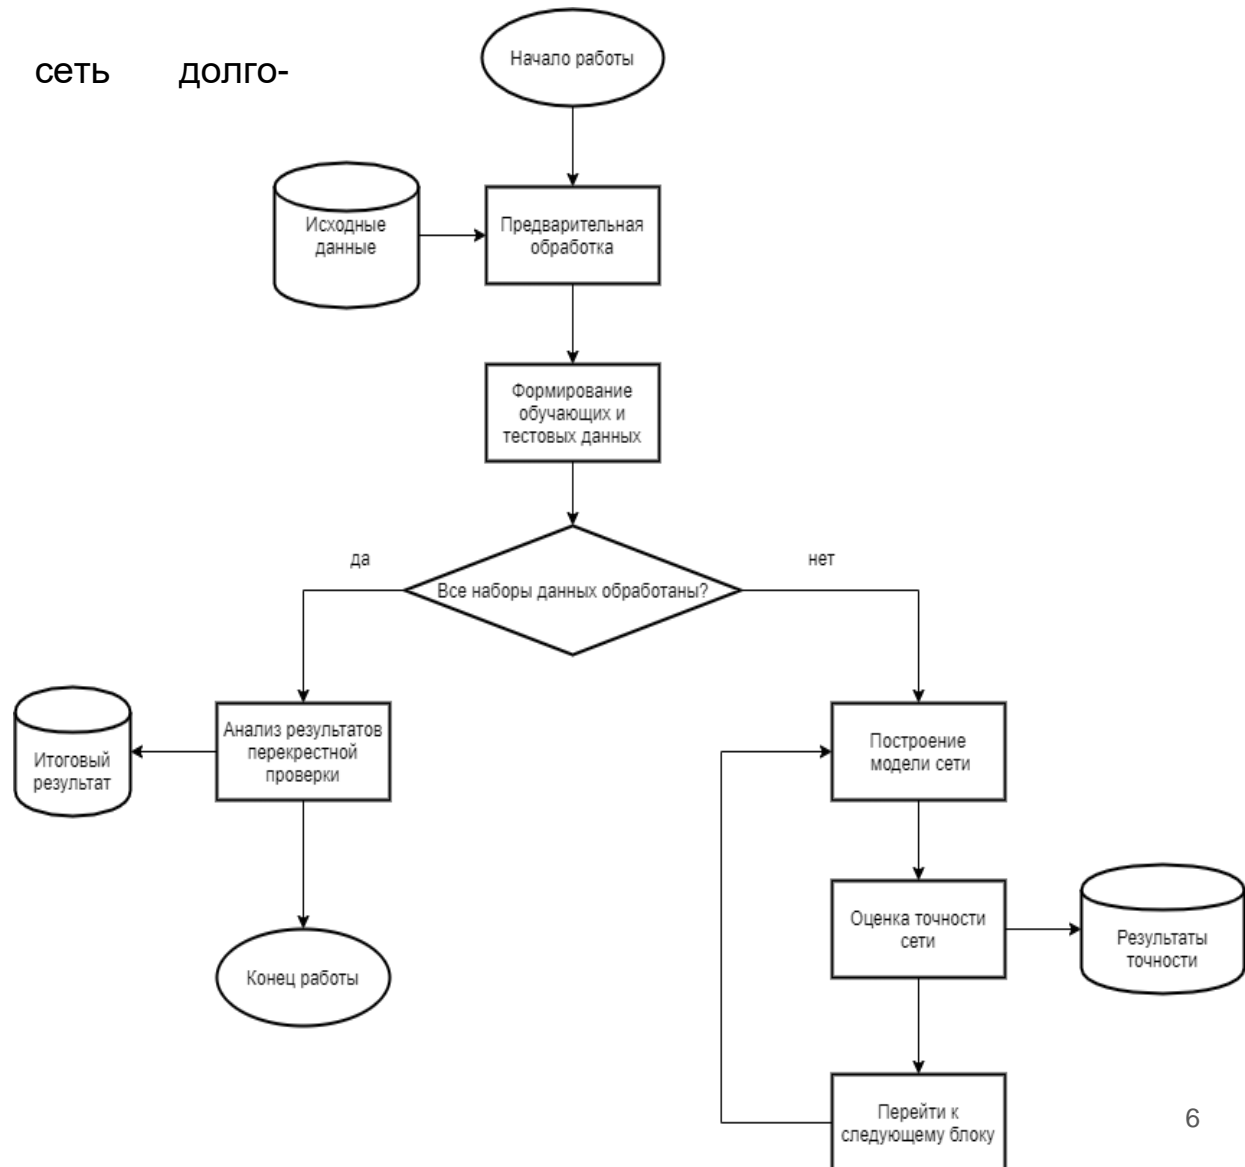 Начало работы
сеть долго-
Исходные
данные
Предварительная
обработка
Формирование
обучающих и
тестовых данных
да
нет
Все наборы данных обработаны?
Анализ результатов
перекрестной
проверки
Итоговый
результат
Построение
модели сети
Оценка точности
сети
Результаты
точности
Конец работы
Перейти к
следующему блоку
6